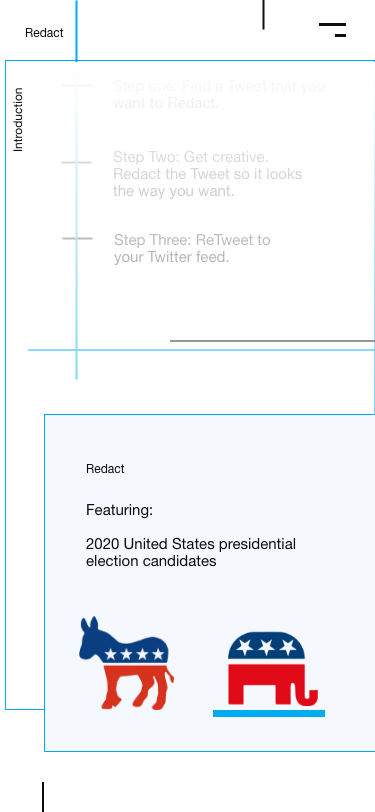 Redact
Introduction
Step one: Find a Tweet that you
want to Redact.
Step Two: Get creative.
Redact the Tweet so it looks
the way you want.
Step Three: ReTweet to
your Twitter feed.
Redact
Featuring:
2020 United States presidential
election candidates